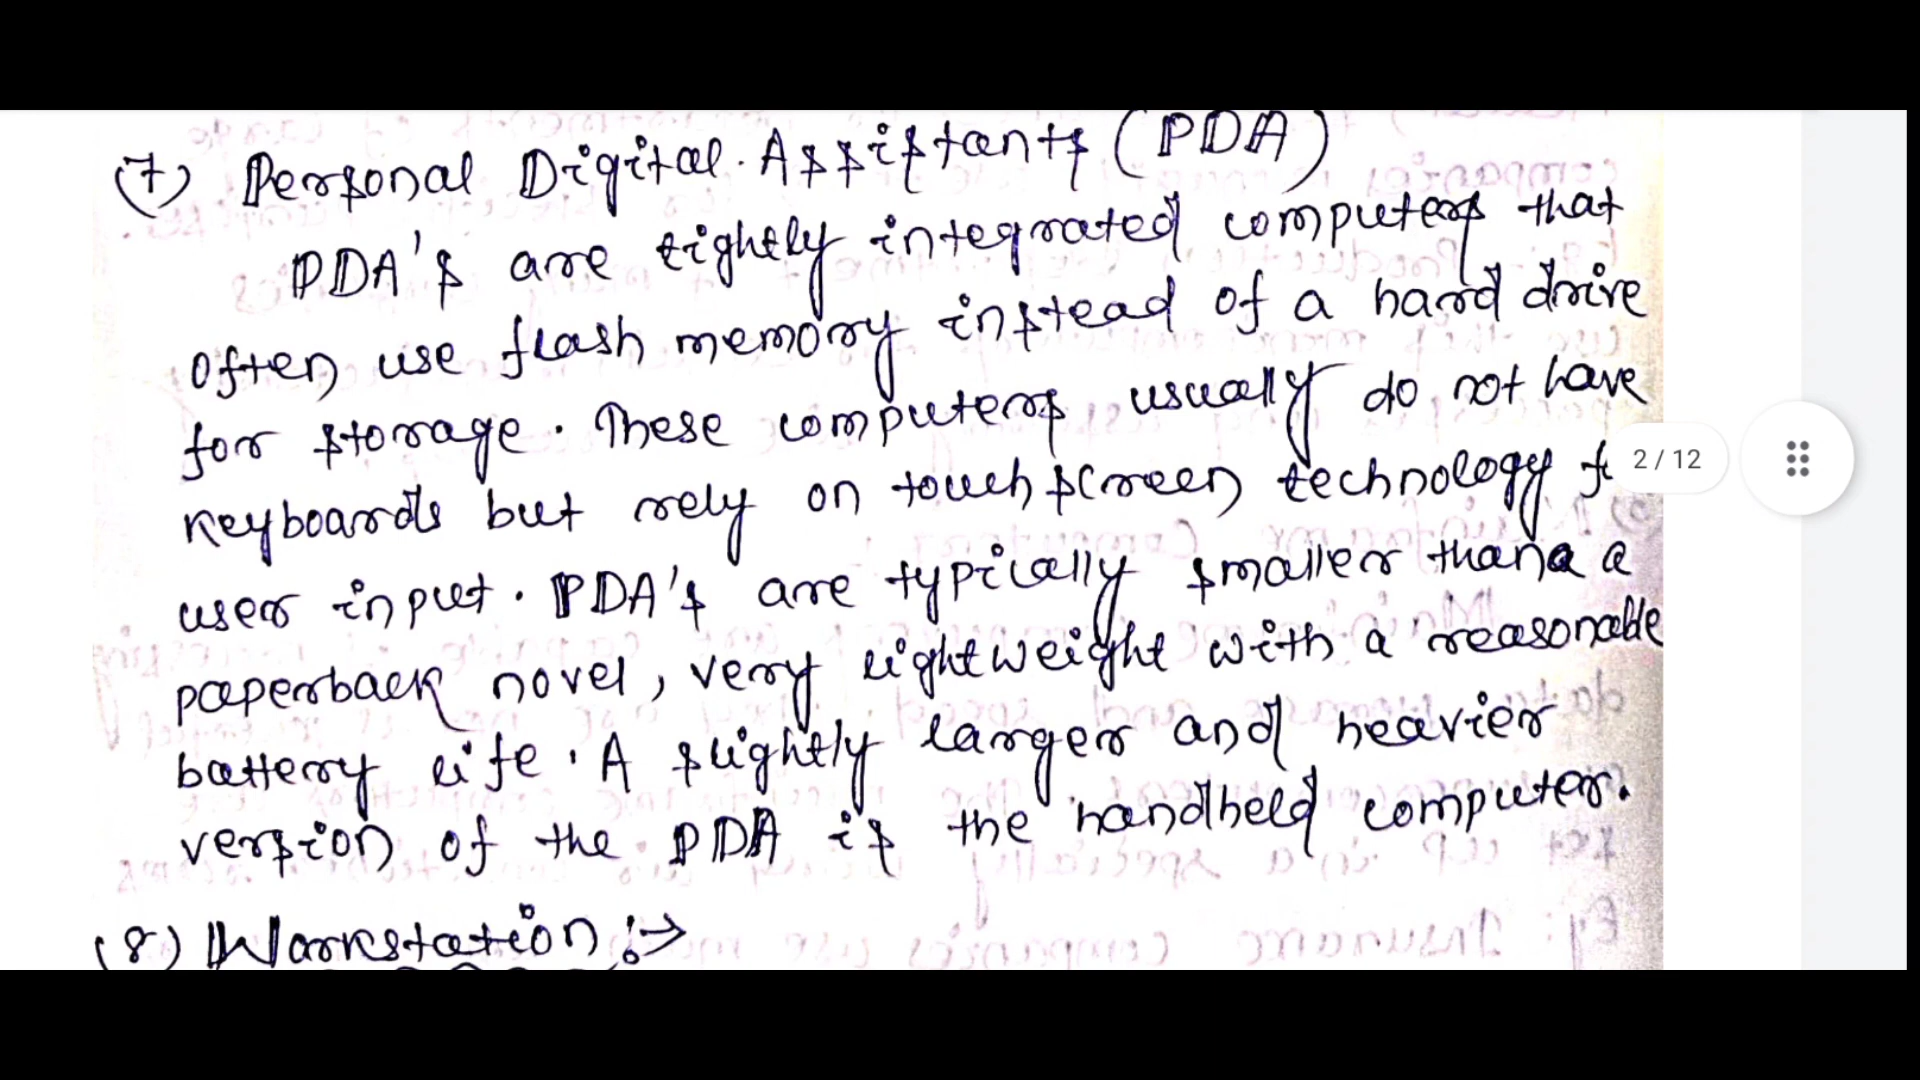 (7) Personal Digital Assistants (PDA)
PDA's are tightly integrated computers that
often use flash memory instead of a hard drive
for storage. These computers usually do not have
keyboards but rely on touch screen technology f
user input. PDA's are typically smaller than a a
paperback novel, very lightweight with a reasonable
battery life. A slightly larger and heavier
version of the PDA is the handheld computer.
(8) Workstation :→
2 / 12